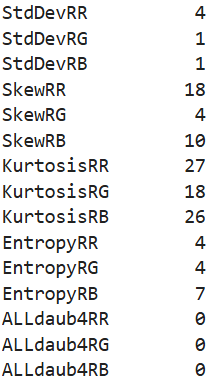 StdDevRR 4
StdDevRG 1
StdDevRB 1
SkewRR 18
SkewRG 4
SkewRB 10
KurtosisRR 27
KurtosisRG 18
KurtosisRB 26
EntropyRR 4
EntropyRG 4
EntropyRB 7
ALLdaub4RR 0
ALLdaub4RG 0
ALLdaub4RB 0